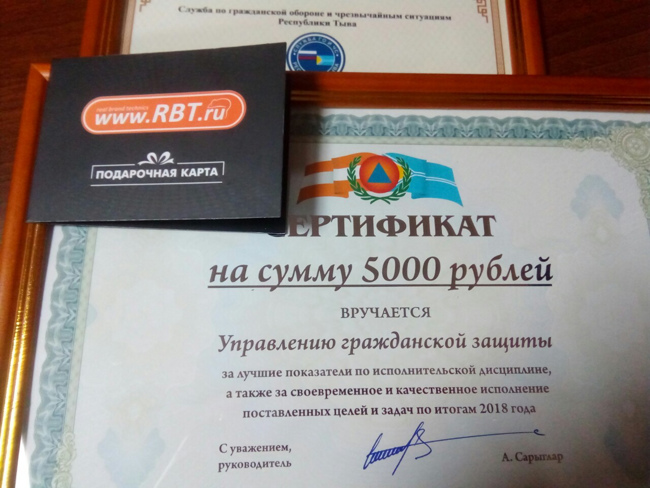 Служба по гражданской обороне и чрезвычайным ситуациям
Республики Тыва
www.RBT.ru
ПОДАРОЧНАЯ КАРТА
СЕРТИФИКАТ
на сумму 5000 рублей
ВРУЧАЕТСЯ
Управлению гражданской защиты
за лучшие показатели по исполнительской дисциплине,
а также за своевременное и качественное исполнение
поставленных целей и задач по итогам 2018 года
С уважением,
руководитель
А. Сарыглар